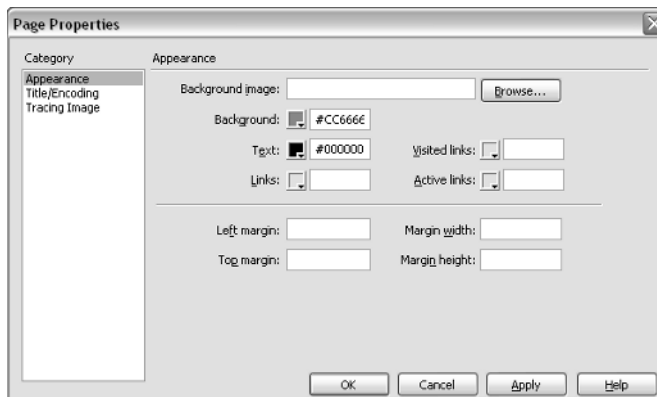 Page Properties
Category
Appearance
Title/Encoding
Tracing Image
Appearance
Background image: Browse...
Background: #CC6666
Text: #000000 Visited links:
Links: Active links:
Left margin: Margin width:
Top margin: Margin height:
OK Cancel Apply Help